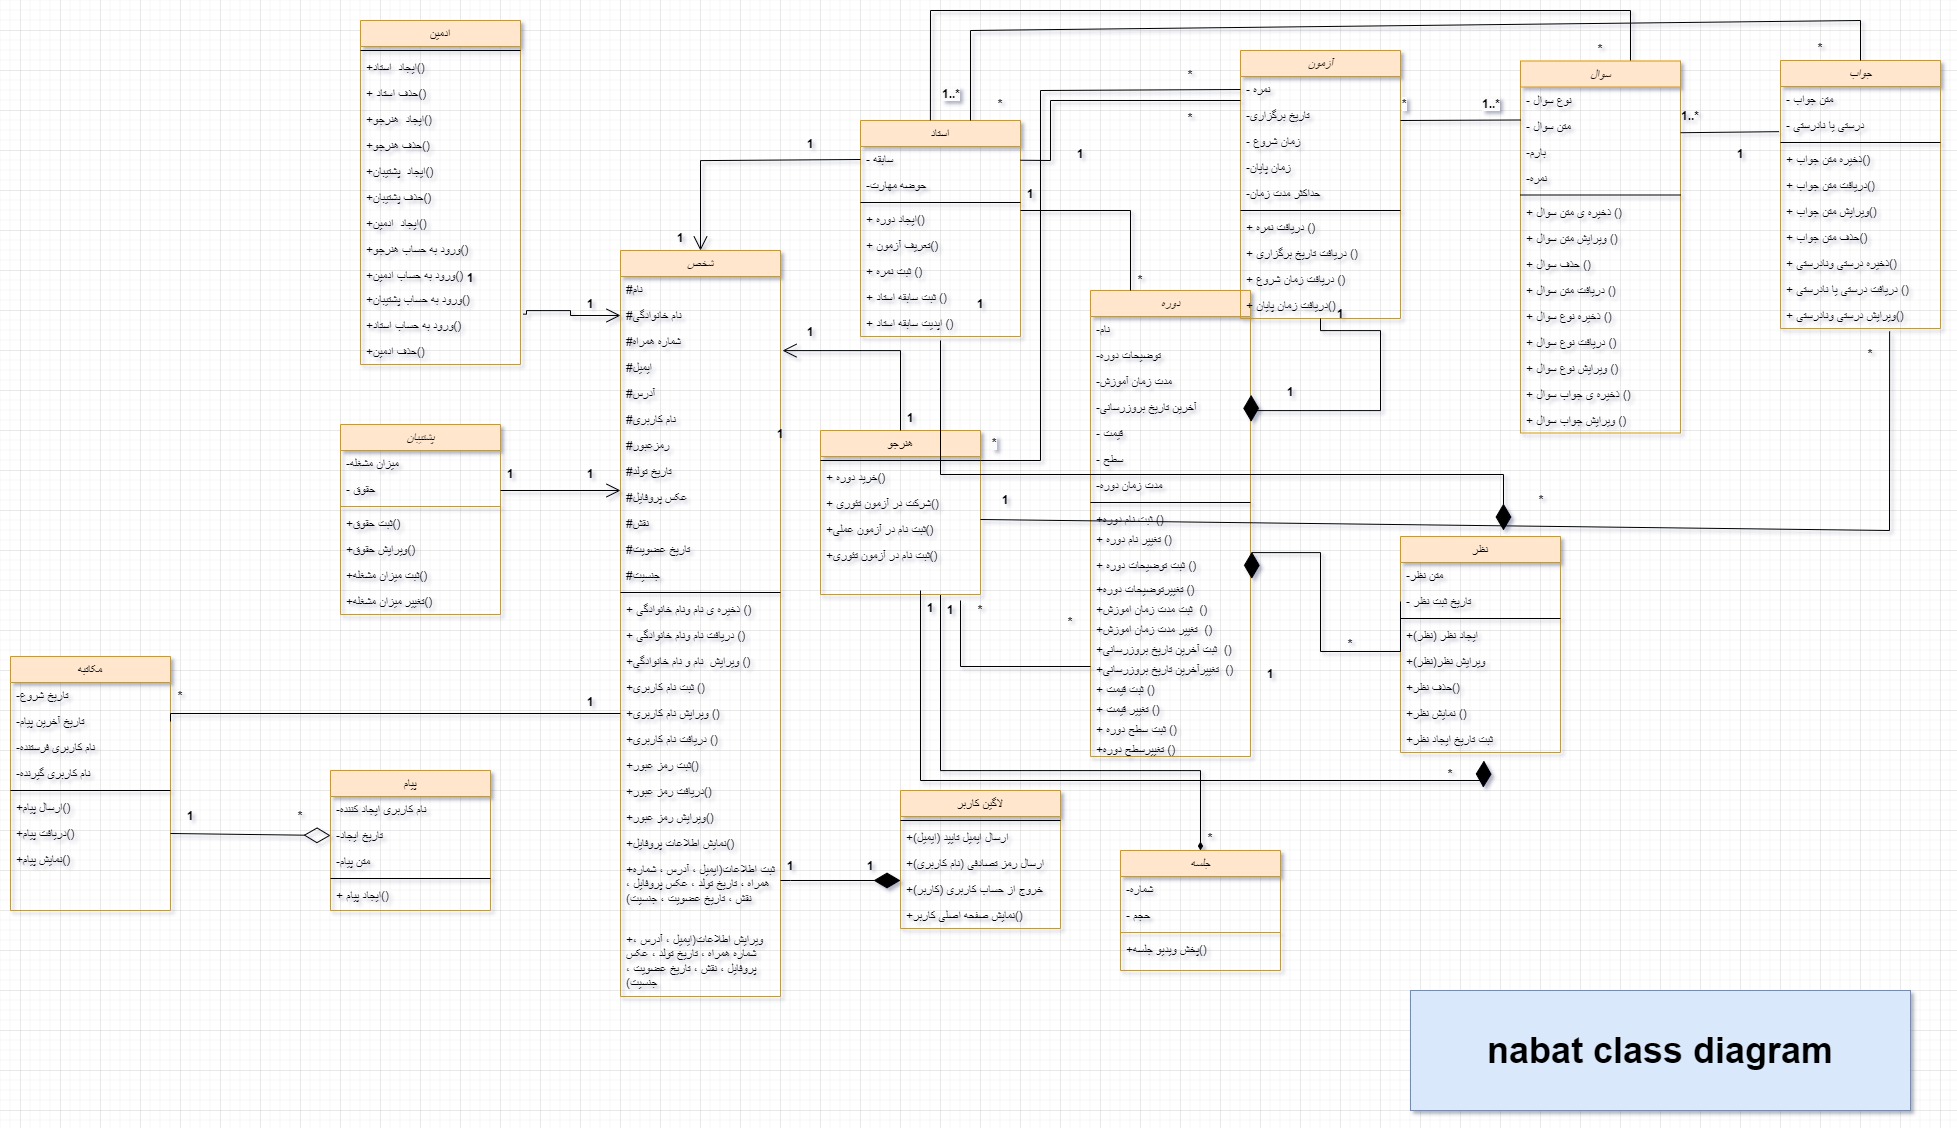 ادمین
+ایجاد استاد()
+ حذف استاد()
+ایجاد هنرجو()
+حذف هنرجو()
+ایجاد پشتیبان()
+حذف پشتیبان()
+ایجاد ادمین()
+ورود به حساب هنرجو()
+ورود به حساب ادمین()
+ورود به حساب پشتیبان()
+ورود به حساب استاد()
+حذف ادمین()
1
1
پشتیبان
-میزان مشغله
- حقوق
+ثبت حقوق()
+ویرایش حقوق()
+ثبت میزان مشغله()
+تغییر میزان مشغله()
1
1
مکاتبه
-تاریخ شروع
-تاریخ آخرین پیام
-نام کاربری فرستنده
-نام کاربری گیرنده
+ارسال پیام()
+دریافت پیام()
+نمایش پیام()
*
1
1
*
پیام
-نام کاربری ایجاد کننده
-تاریخ ایجاد
-متن پیام
+ ایجاد پیام()
شخص
#نام
#نام خانوادگی
#شماره همراه
#ایمیل
#آدرس
#نام کاربری
#رمزعبور
#تاریخ تولد
#عکس پروفایل
#نقش
#تاریخ عضویت
#جنسیت
+ ذخیره ی نام ونام خانوادگی ()
+ دریافت نام ونام خانوادگی ()
+ویرایش نام و نام خانوادگی ()
+ثبت نام کاربری ()
+ویرایش نام کاربری ()
+دریافت نام کاربری ()
+ثبت رمز عبور()
+دریافت رمز عبور()
+ویرایش رمز عبور()
+نمایش اطلاعات پروفایل()
+ثبت اطلاعات(ایمیل ، آدرس ، شماره
همراه ، تاریخ تولد ، عکس پروفایل ،
نقش ، تاریخ عضویت ، جنسیت)
+ویرایش اطلاعات(ایمیل ، آدرس ،
شماره همراه ، تاریخ تولد ، عکس
پروفایل ، نقش ، تاریخ عضویت ،
جنسیت)
1
1
1
1
1
1
1
استاد
- سابقه
-حوضه مهارت
+ ایجاد دوره()
+ تعریف آزمون()
+ ثبت نمره ()
+ ثبت سابقه استاد ()
+ آپدیت سابقه استاد ()
1..*
*
1
1
1
هنرجو
+ خرید دوره()
+ شرکت در آزمون تئوری()
+ثبت نام در آزمون عملی()
+ثبت نام در آزمون تئوری()
*
1
1
1
*
لاگین کاربر
+ارسال ایمیل تایید (ایمیل)
+ارسال رمز تصادفی (نام کاربری)
+خروج از حساب کاربری (کاربر)
+نمایش صفحه اصلی کاربر()
دوره
-نام
-توضیحات دوره
-مدت زمان آموزش
-آخرین تاریخ بروزرسانی
- قیمت
- سطح
-مدت زمان دوره
+ثبت نام دوره ()
+ تغییر نام دوره ()
+ ثبت توضیحات دوره ()
+تغییرتوضیحات دوره ()
+ثبت مدت زمان اموزش ()
+تغییر مدت زمان اموزش ()
+ثبت آخرین تاریخ بروزرسانی ()
+تغییرآخرین تاریخ بروزرسانی ()
+ ثبت قیمت ()
+ تغییر قیمت ()
+ ثبت سطح دوره ()
+تغییرسطح دوره ()
*
*
1
1
1
جلسه
-شماره
- حجم
+پخش ویدیو جلسه()
*
آزمون
- نمره
-تاریخ برگزاری
- زمان شروع
-زمان پایان
-حداکثر مدت زمان
+ دریافت نمره ()
+ دریافت تاریخ برگزاری ()
+ دریافت زمان شروع ()
+ دریافت زمان پایان()
*
*
*
1..*
سوال
- نوع سوال
- متن سوال
-بارم
-نمره
+ ذخیره ی متن سوال ()
+ ویرایش متن سوال ()
+ حذف سوال ()
+ دریافت متن سوال ()
+ ذخیره نوع سوال ()
+ دریافت نوع سوال ()
+ ویرایش نوع سوال ()
+ ذخیره ی جواب سوال ()
+ ویرایش جواب سوال ()
*
1..*
1
*
جواب
- متن جواب
- درستی یا نادرستی
+ ذخیره متن جواب()
+ دریافت متن جواب()
+ ویرایش متن جواب()
+ حذف متن جواب()
+ذخیره درستی ونادرستی()
+ دریافت درستی یا نادرستی ()
+ویرایش درستی ونادرستی()
*
نظر
-متن نظر
- تاریخ ثبت نظر
+(نظر) ایجاد نظر
+(نظر)ویرایش نظر
+حذف نظر()
+نمایش نظر ()
+ثبت تاریخ ایجاد نظر
*
*
*
nabat class diagram